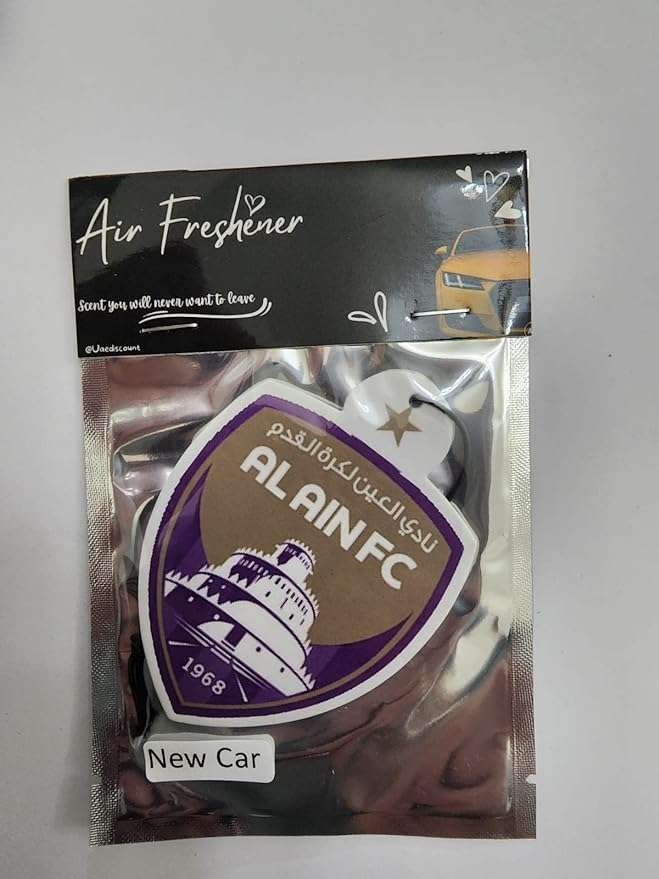 Air Freshener
Scent you will never want to leave
@Uaediscount
نادي العين لكرة القدم
AL AIN FC
1968
New Car